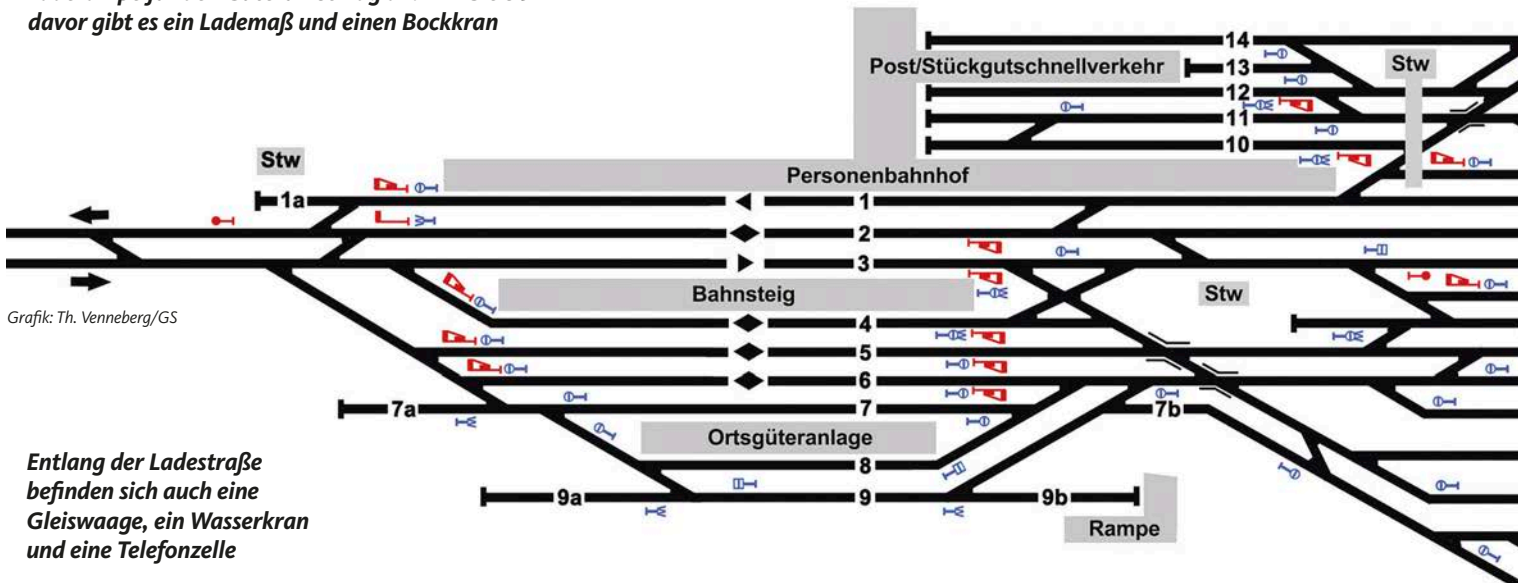 davor gibt es ein Lademaß und einen Bockkran
14
Post/Stückgutschnellverkehr
13
Stw
12
11
10
Stw
Personenbahnhof
1a
1
2
3
Bahnsteig
Stw
Grafik: Th. Venneberg/GS
4
5
6
7a
7
7b
Ortsgüteranlage
8
9a
9
9b
Rampe
Entlang der Ladestraße
befinden sich auch eine
Gleiswaage, ein Wasserkran
und eine Telefonzelle